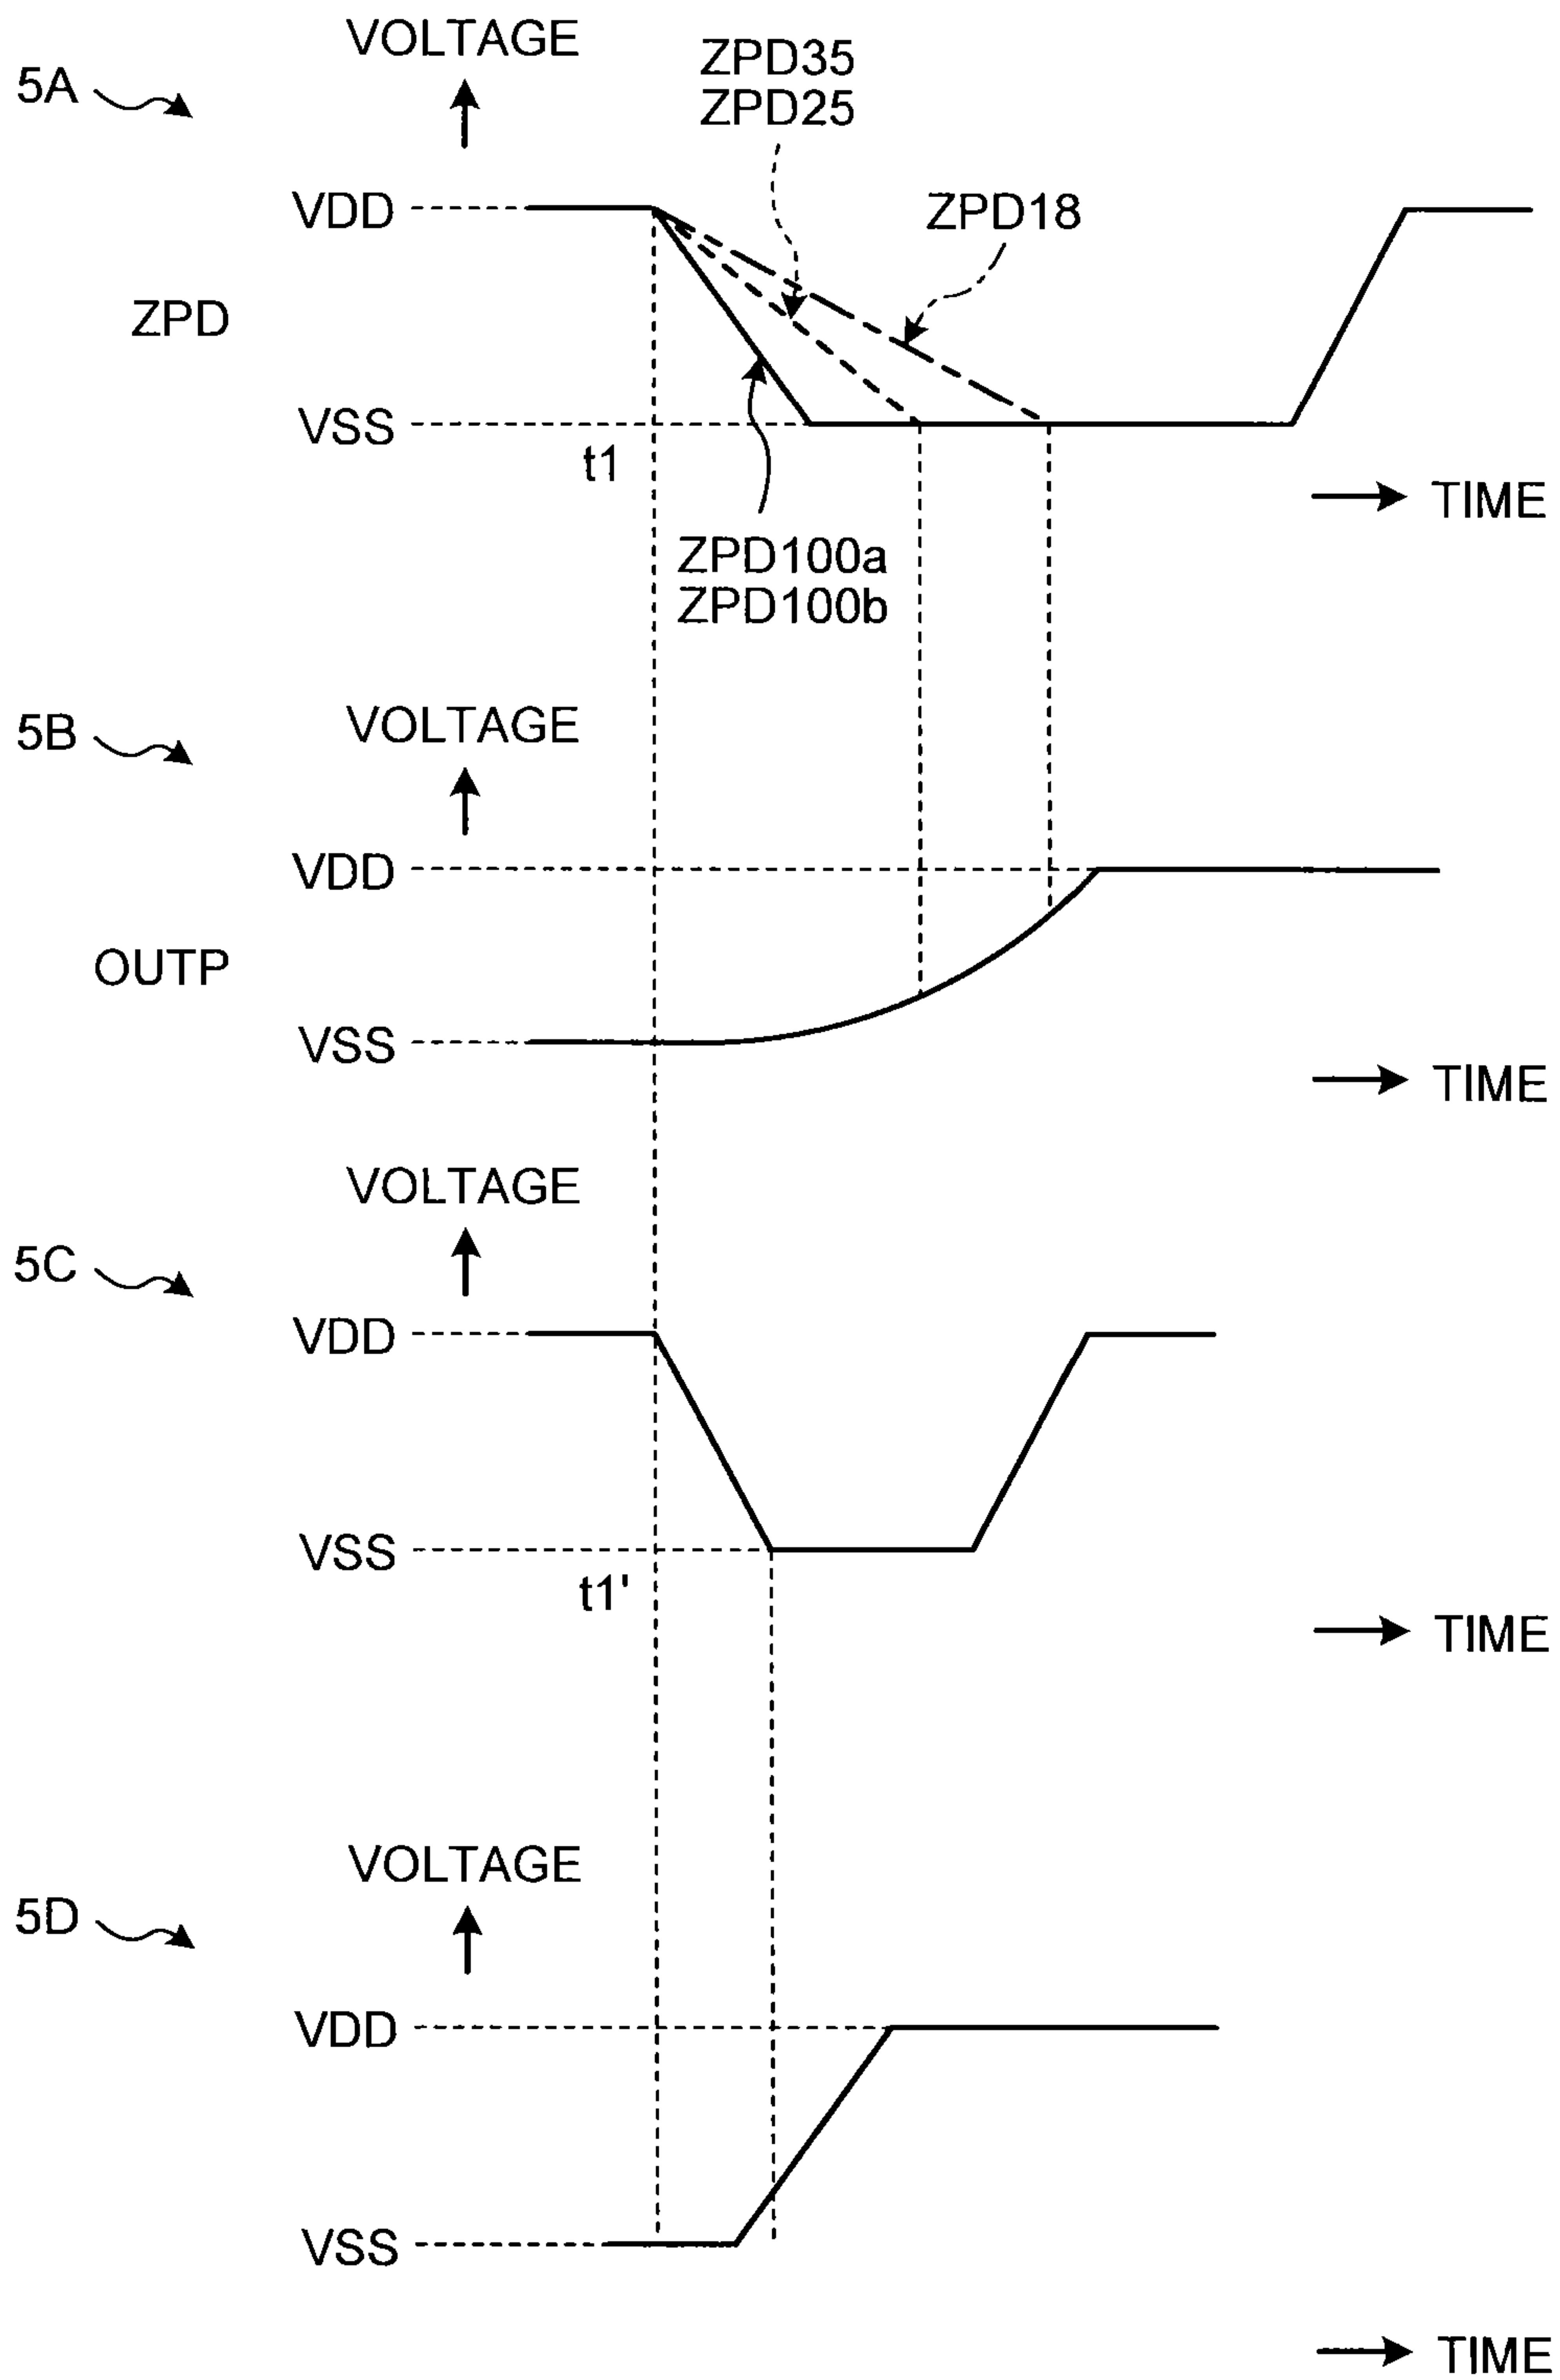 VOLTAGE
5A
ZPD35
ZPD25
ZPD18
VDD
ZPD
VSS
t1
TIME
ZPD100a
ZPD100b
5B
VOLTAGE
VDD
OUTP
VSS
TIME
VOLTAGE
5C
VDD
VSS
t1'
TIME
VOLTAGE
5D
VDD
VSS
TIME